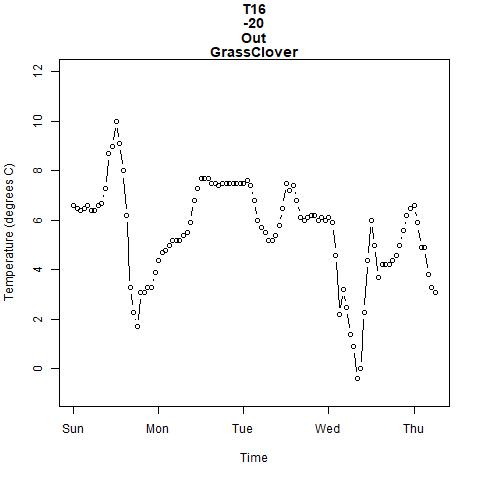 T16
-20
Out
GrassClover
Temperature (degrees C)
12
10
8
6
4
2
0
Sun Mon Tue Wed Thu
Time